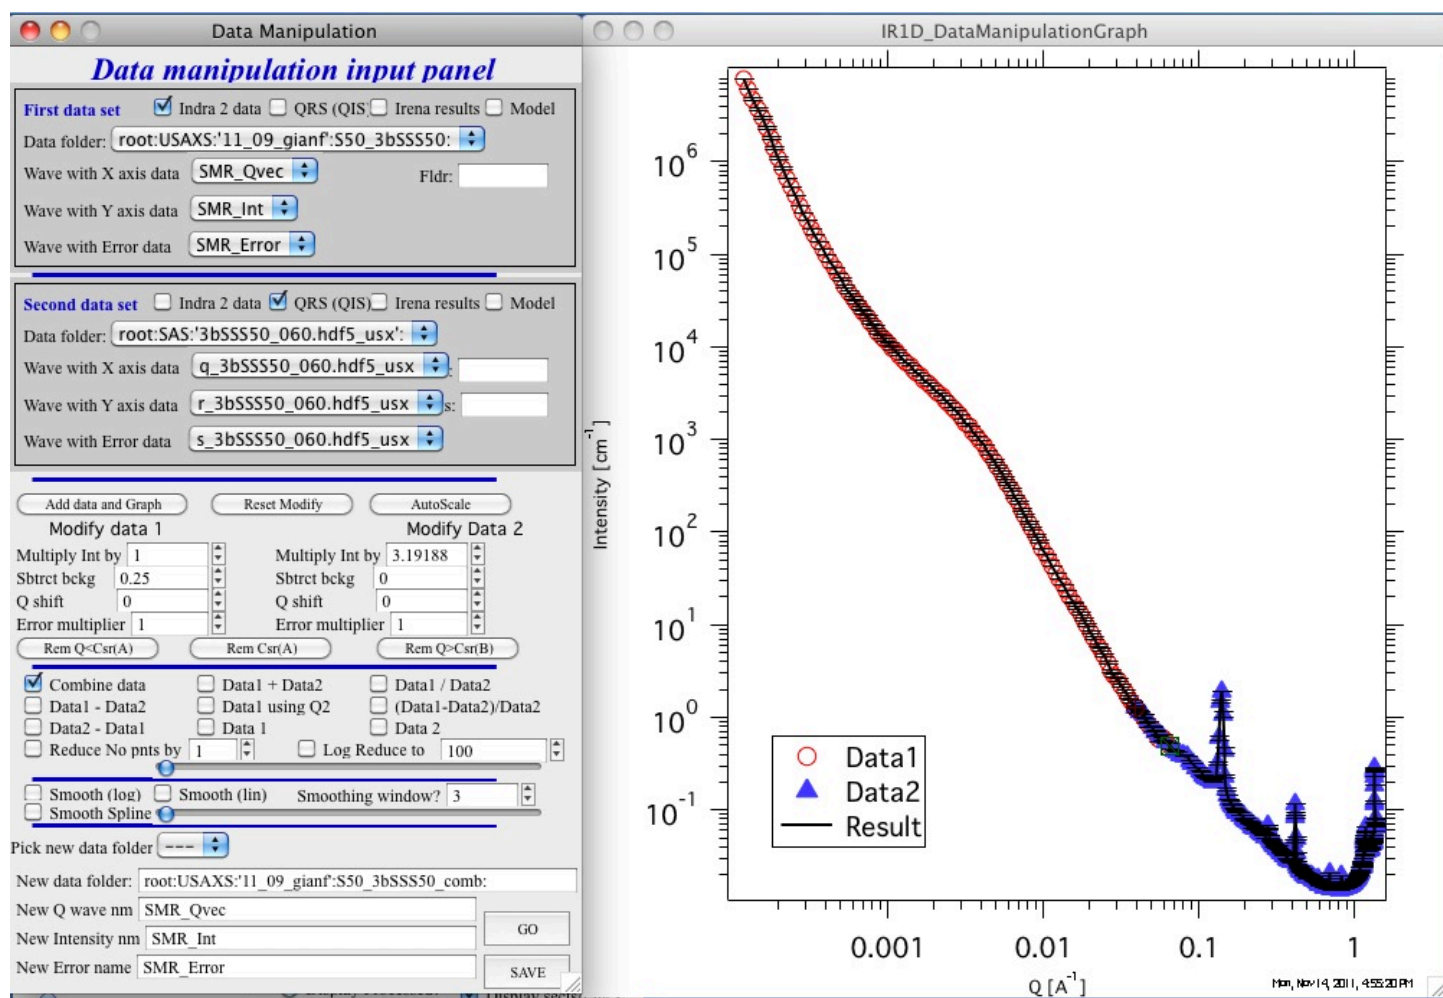 Data Manipulation
Data manipulation input panel
First data set Indra 2 data QRS (QIS) Irena results Model
Data folder: root:USAXS:'11_09_gianf':S50_3bSSS50:
Wave with X axis data SMR_Qvec Fldr:
Wave with Y axis data SMR_Int
Wave with Error data SMR_Error
Second data set Indra 2 data QRS (QIS) Irena results Model
Data folder: root:SAS:'3bSSS50_060.hdf5_usx':
Wave with X axis data q_3bSSS50_060.hdf5_usx :
Wave with Y axis data r_3bSSS50_060.hdf5_usx s:
Wave with Error data s_3bSSS50_060.hdf5_usx
Add data and Graph Reset Modify AutoScale
Modify data 1 Modify Data 2
Multiply Int by 1 Multiply Int by 3.19188
Sbtrct bckg 0.25 Sbtrct bckg 0
Q shift 0 Q shift 0
Error multiplier 1 Error multiplier 1
Rem Q<Csr(A) Rem Csr(A) Rem Q>Csr(B)
Combine data Data1 + Data2 Data1 / Data2
Data1 - Data2 Data1 using Q2 (Data1-Data2)/Data2
Data2 - Data1 Data 1 Data 2
Reduce No pnts by 1 Log Reduce to 100
Smooth (log) Smooth (lin) Smoothing window? 3
Smooth Spline
Pick new data folder ---
New data folder: root:USAXS:'11_09_gianf':S50_3bSSS50_comb:
New Q wave nm SMR_Qvec
New Intensity nm SMR_Int
GO
New Error name SMR_Error
SAVE
IR1D_DataManipulationGraph
10^6
10^5
10^4
10^3
10^2
10^1
10^0
10^-1
Intensity [cm^-1]
Data1
Data2
Result
0.001 0.01 0.1 1
Q [A^-1]
Mon, Nov 14, 2011, 4:55:20 PM